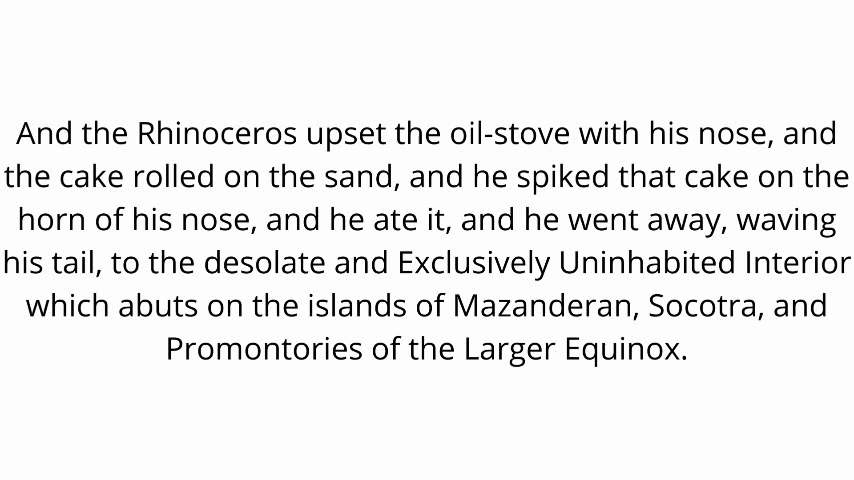 And the Rhinoceros upset the oil-stove with his nose, and
the cake rolled on the sand, and he spiked that cake on the
horn of his nose, and he ate it, and he went away, waving
his tail, to the desolate and Exclusively Uninhabited Interior
which abuts on the islands of Mazanderan, Socotra, and
Promontories of the Larger Equinox.